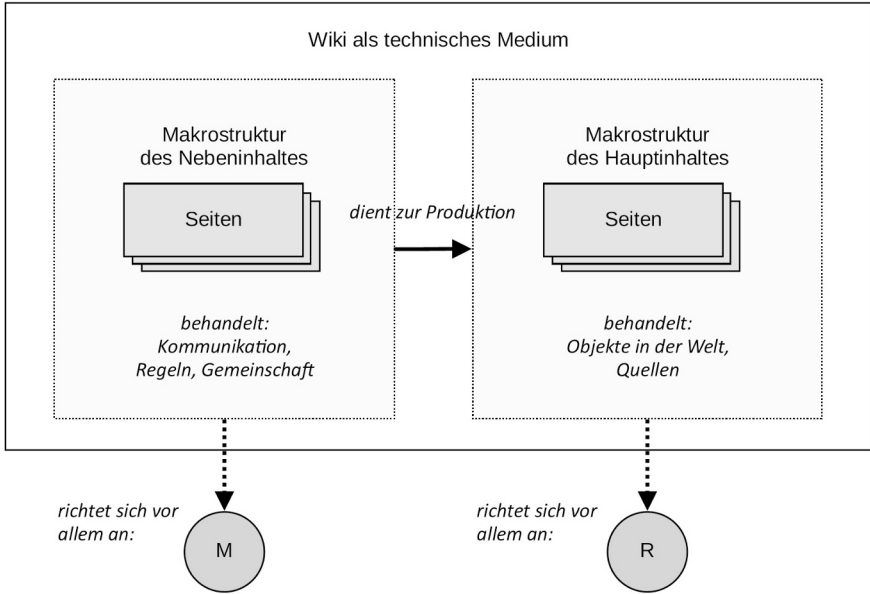 Wiki als technisches Medium
Makrostruktur
des Nebeninhaltes
Seiten
behandelt:
Kommunikation,
Regeln, Gemeinschaft
dient zur Produktion
Makrostruktur
des Hauptinhaltes
Seiten
behandelt:
Objekte in der Welt,
Quellen
richtet sich vor
allem an:
M
richtet sich vor
allem an:
R